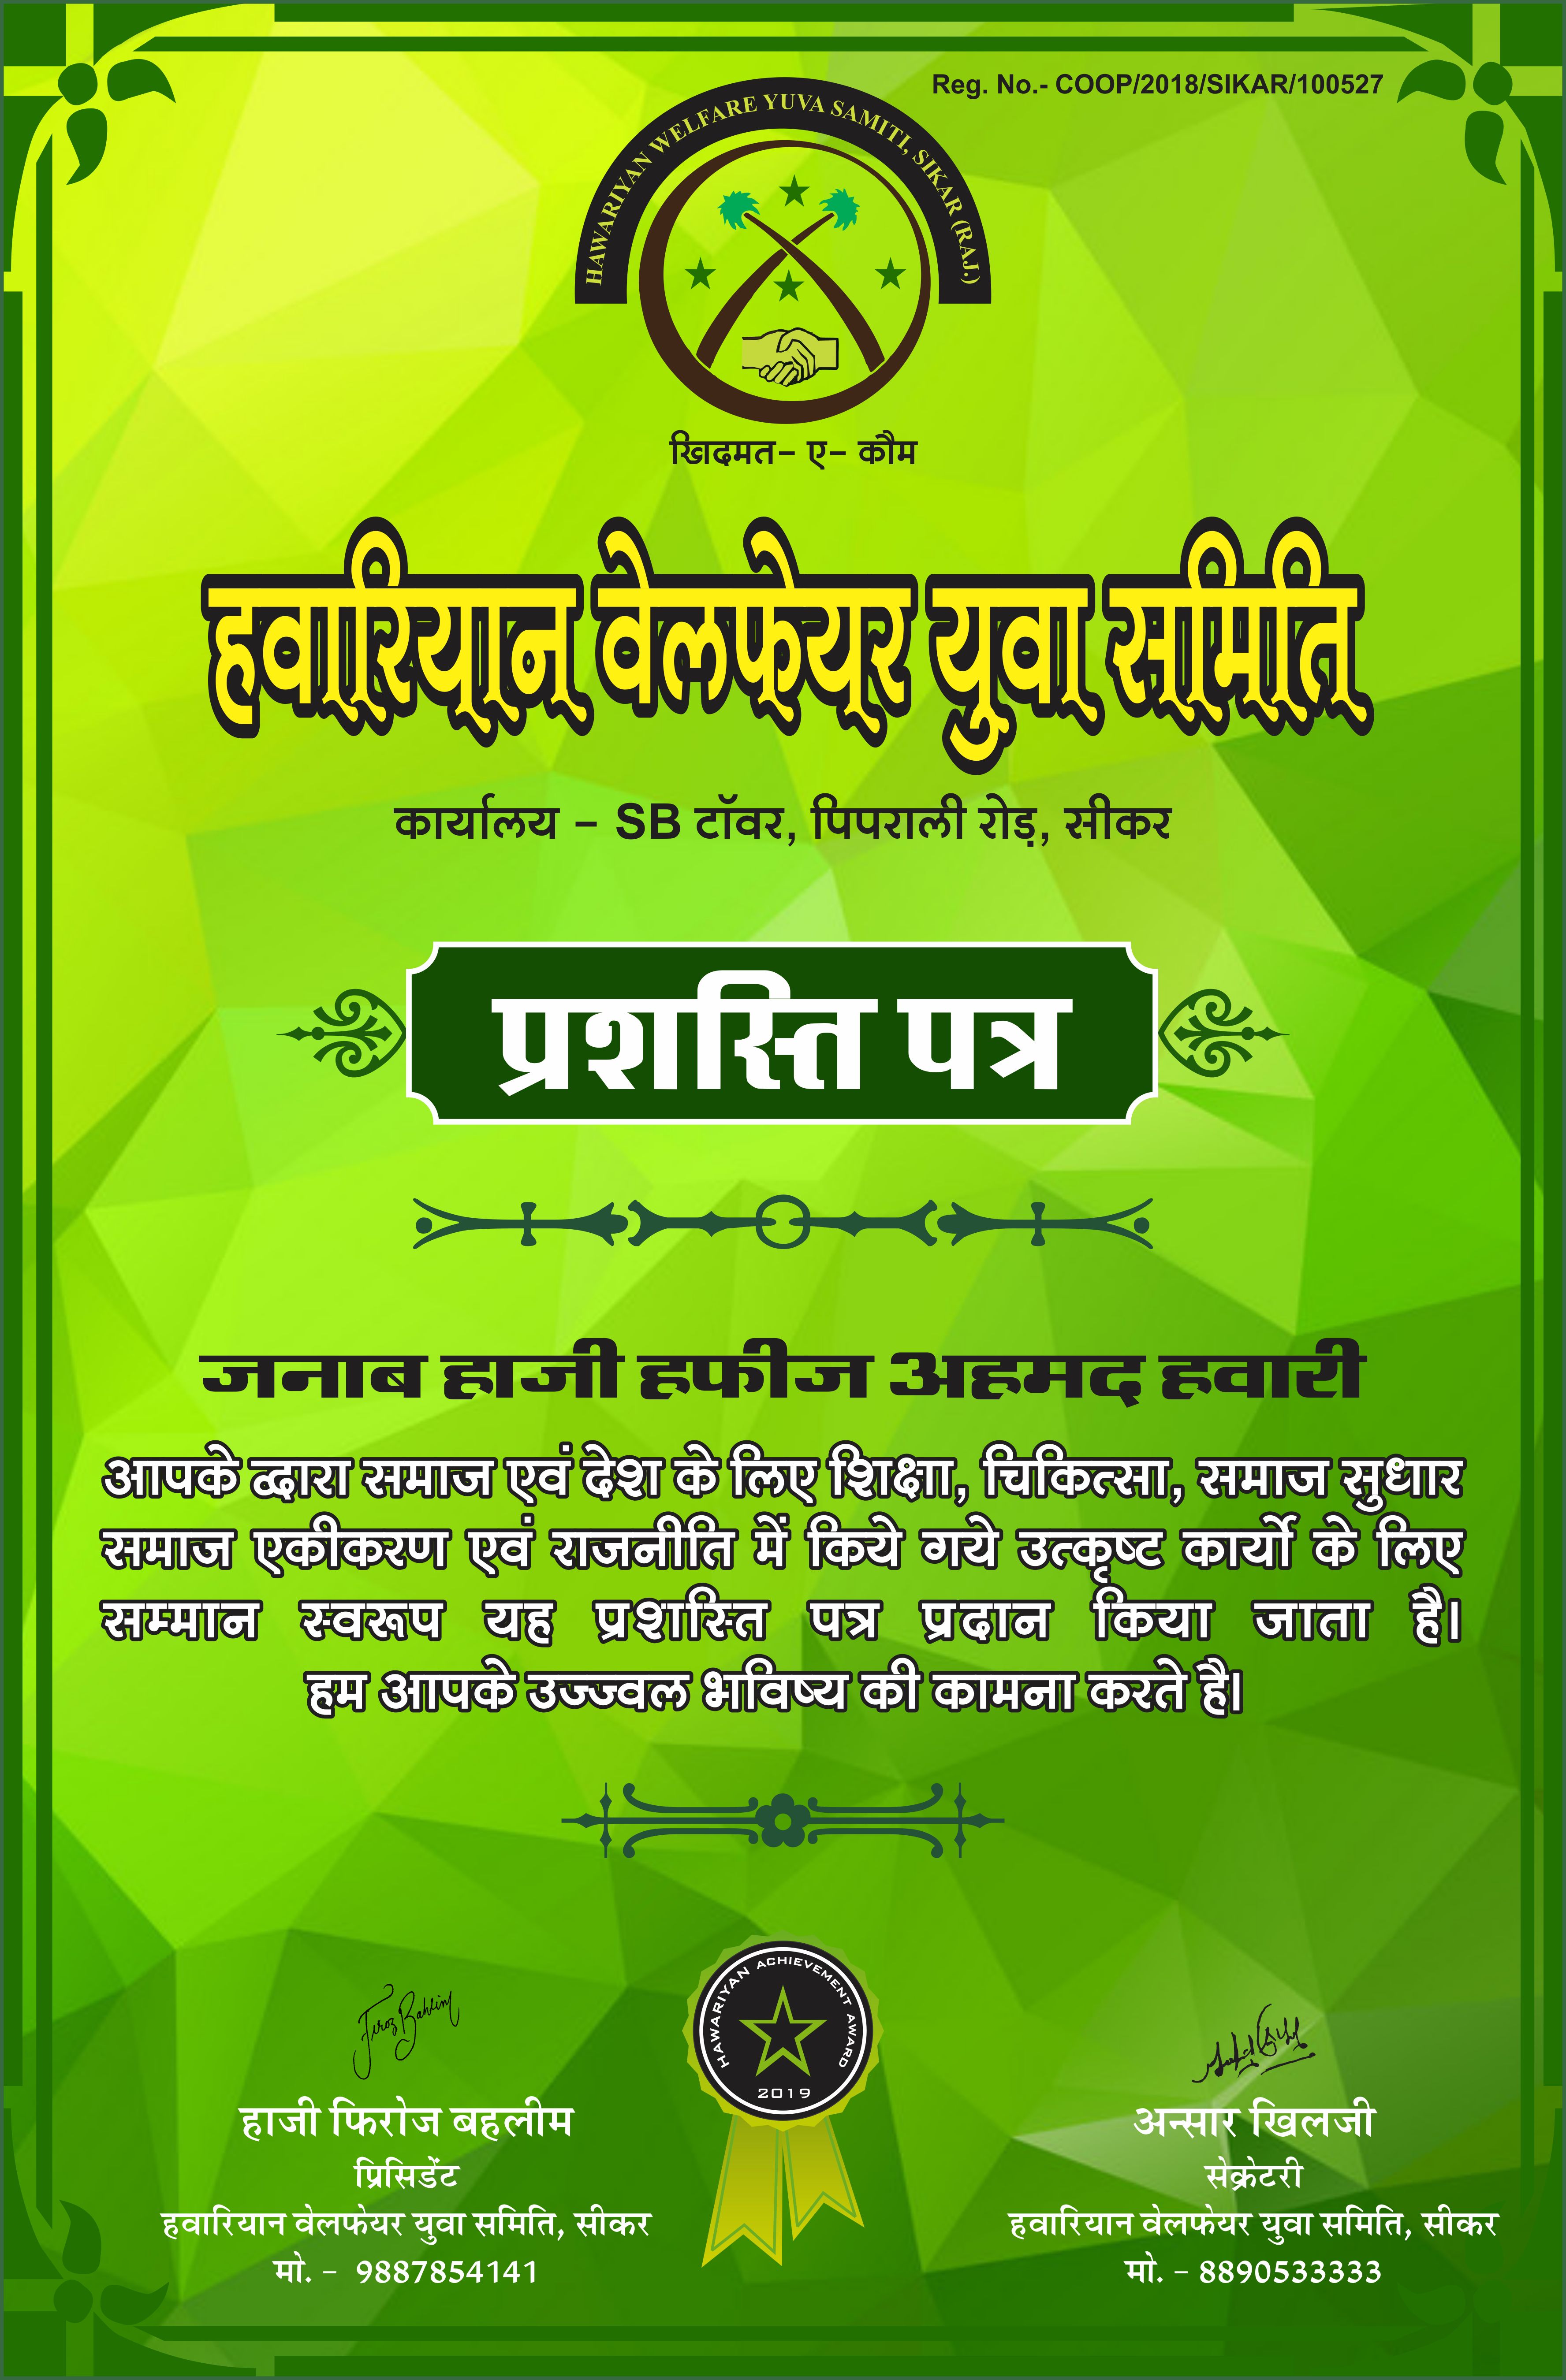 Reg. No.- COOP/2018/SIKAR/100527
HAWARIYAN WELFARE YUVA SAMITI, SIKAR (RAJ.)
खिदमत- ए- कौम
हवारियान वेलफेयर युवा समिति
कार्यालय – SB टॉवर, पिपराली रोड़, सीकर
प्रशस्ति पत्र
जनाब हाजी हफीज अहमद हवारी
आपके द्वारा समाज एवं देश के लिए शिक्षा, चिकित्सा, समाज सुधार
समाज एकीकरण एवं राजनीति में किये गये उत्कृष्ट कार्यो के लिए
सम्मान स्वरूप यह प्रशस्ति पत्र प्रदान किया जाता है।
हम आपके उज्ज्वल भविष्य की कामना करते है।
HAWARIYAN ACHIEVEMENT AWARD
2019
Firoz Bahlim
हाजी फिरोज बहलीम
प्रिसिडेंट
हवारियान वेलफेयर युवा समिति, सीकर
मो. – 9887854141
अन्सार खिलजी
सेक्रेटरी
हवारियान वेलफेयर युवा समिति, सीकर
मो. – 8890533333